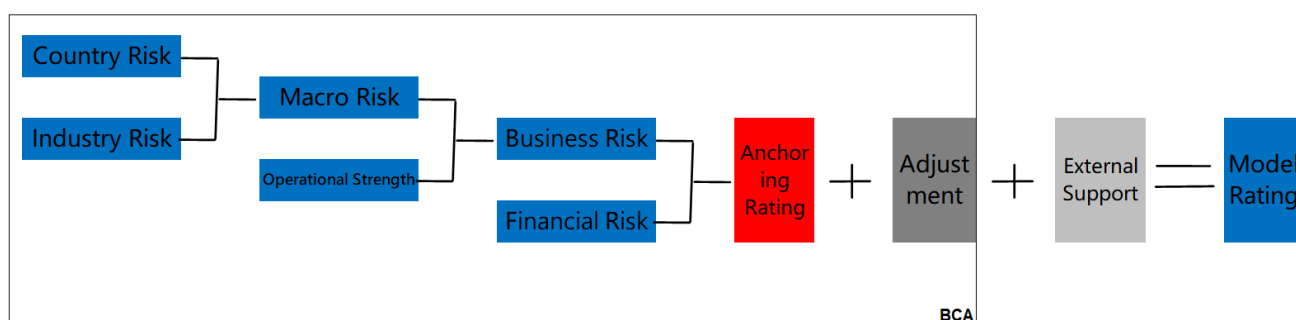 Country Risk
Industry Risk
Macro Risk
Operational Strength
Business Risk
Financial Risk
Anchor
ing
Rating
+
Adjust
ment
+
External
Support
=
Model
Rating
BCA